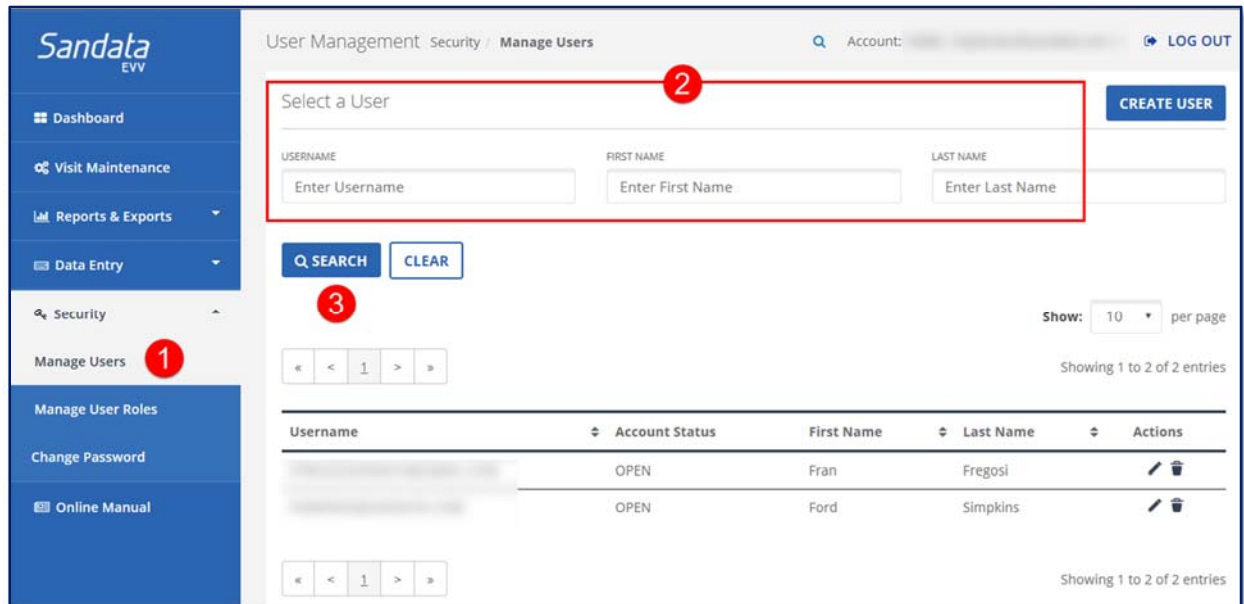 Sandata
EVV
Dashboard
Visit Maintenance
Reports & Exports
Data Entry
Security
Manage Users
1
Manage User Roles
Change Password
Online Manual
User Management Security / Manage Users
Account:
LOG OUT
2
Select a User
CREATE USER
USERNAME FIRST NAME LAST NAME
Enter Username Enter First Name Enter Last Name
SEARCH CLEAR
3
Show: 10 per page
« < 1 > »
Showing 1 to 2 of 2 entries
Username Account Status First Name Last Name Actions
OPEN Fran Fregosi
OPEN Ford Simpkins
« < 1 > »
Showing 1 to 2 of 2 entries